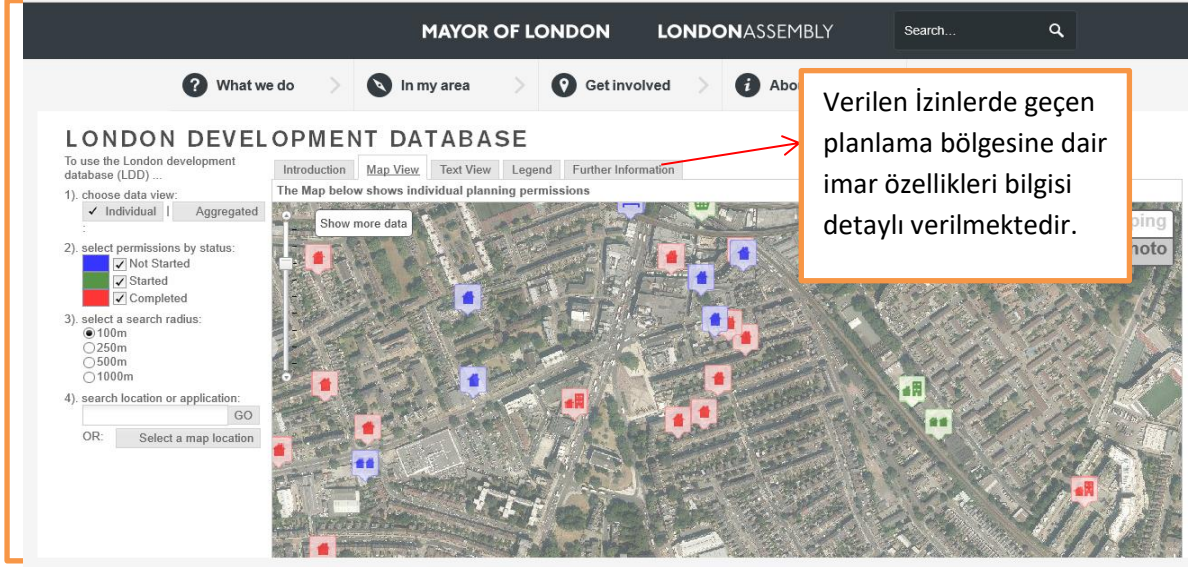 MAYOR OF LONDON LONDONASSEMBLY Search...
What we do In my area Get involved
LONDON DEVELOPMENT DATABASE
To use the London development
database (LDD) ...
1). choose data view:
✓ Individual | Aggregated
:
2). select permissions by status:
Not Started
Started
Completed
3). select a search radius:
100m
250m
500m
1000m
4). search location or application:
GO
OR: Select a map location
Introduction Map View Text View Legend Further Information
The Map below shows individual planning permissions
Show more data
Verilen İzinlerde geçen
planlama bölgesine dair
imar özellikleri bilgisi
detaylı verilmektedir.